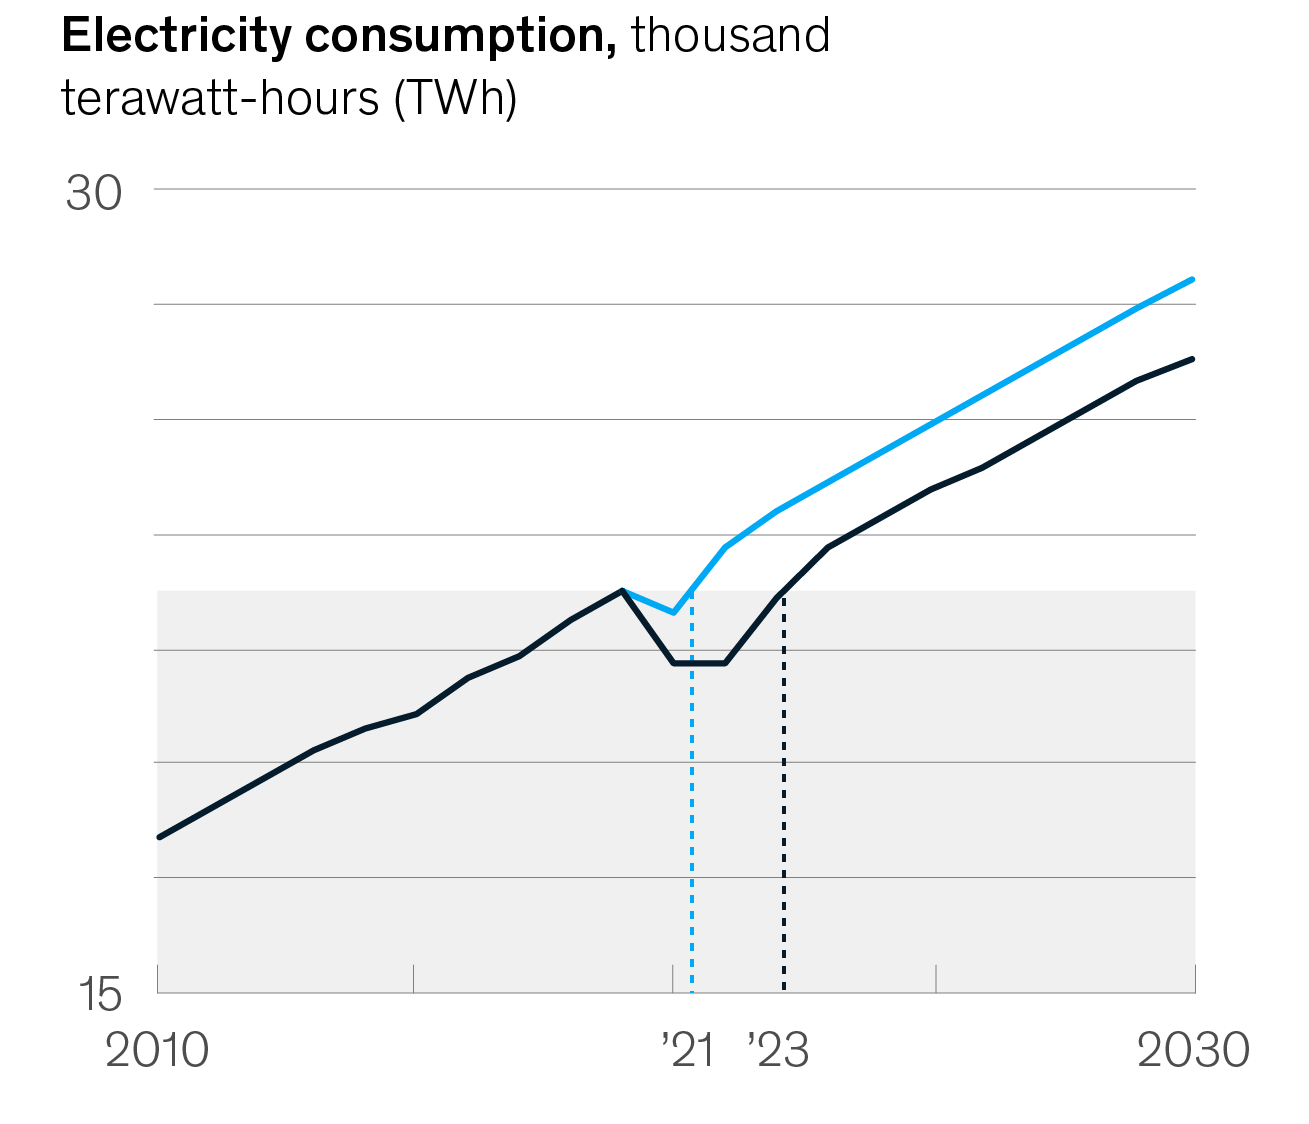 Electricity consumption, thousand
terawatt-hours (TWh)
30
15
2010 ’21 ’23 2030